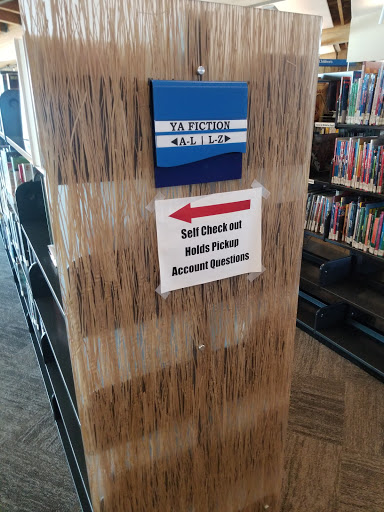 YA FICTION
◀A-L | L-Z▶
Self Check out
Holds Pickup
Account Questions